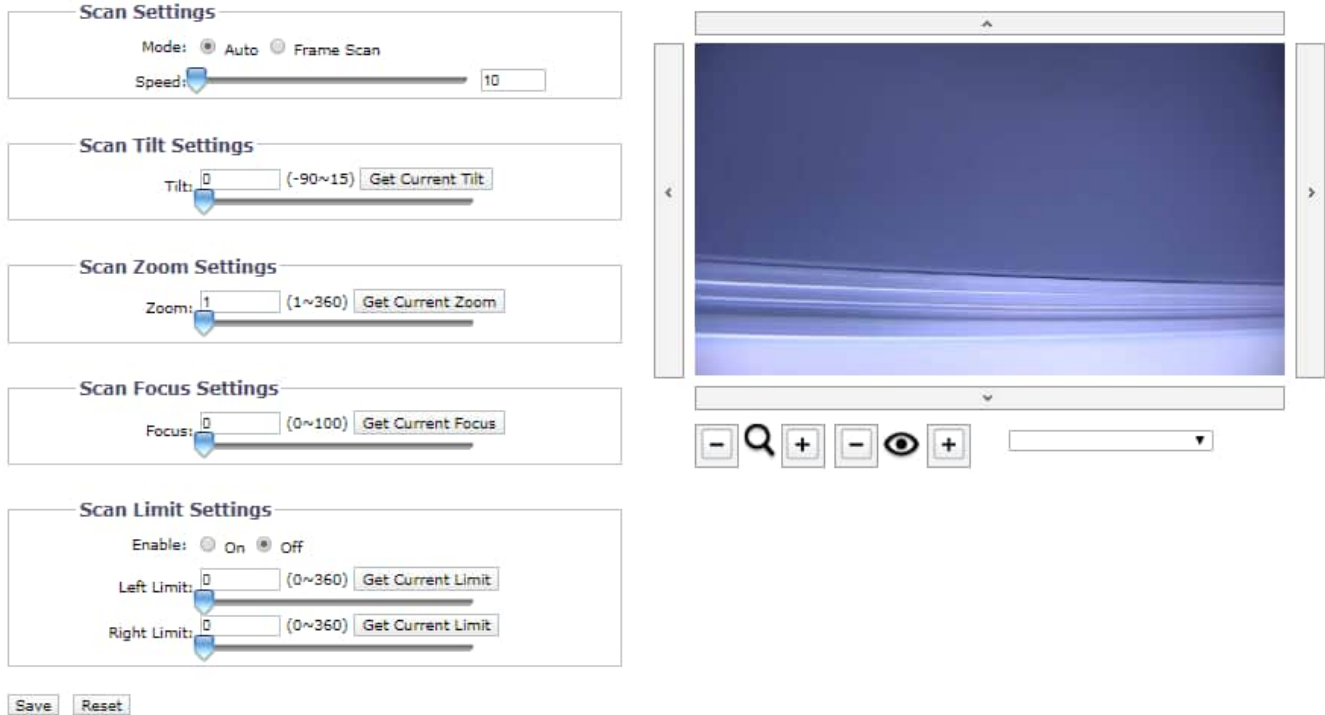 Scan Settings
Mode: Auto Frame Scan
Speed: 10
Scan Tilt Settings
Tilt: 0 (-90~15) Get Current Tilt
Scan Zoom Settings
Zoom: 1 (1~360) Get Current Zoom
Scan Focus Settings
Focus: 0 (0~100) Get Current Focus
Scan Limit Settings
Enable: On Off
Left Limit: 0 (0~360) Get Current Limit
Right Limit: 0 (0~360) Get Current Limit
Save Reset